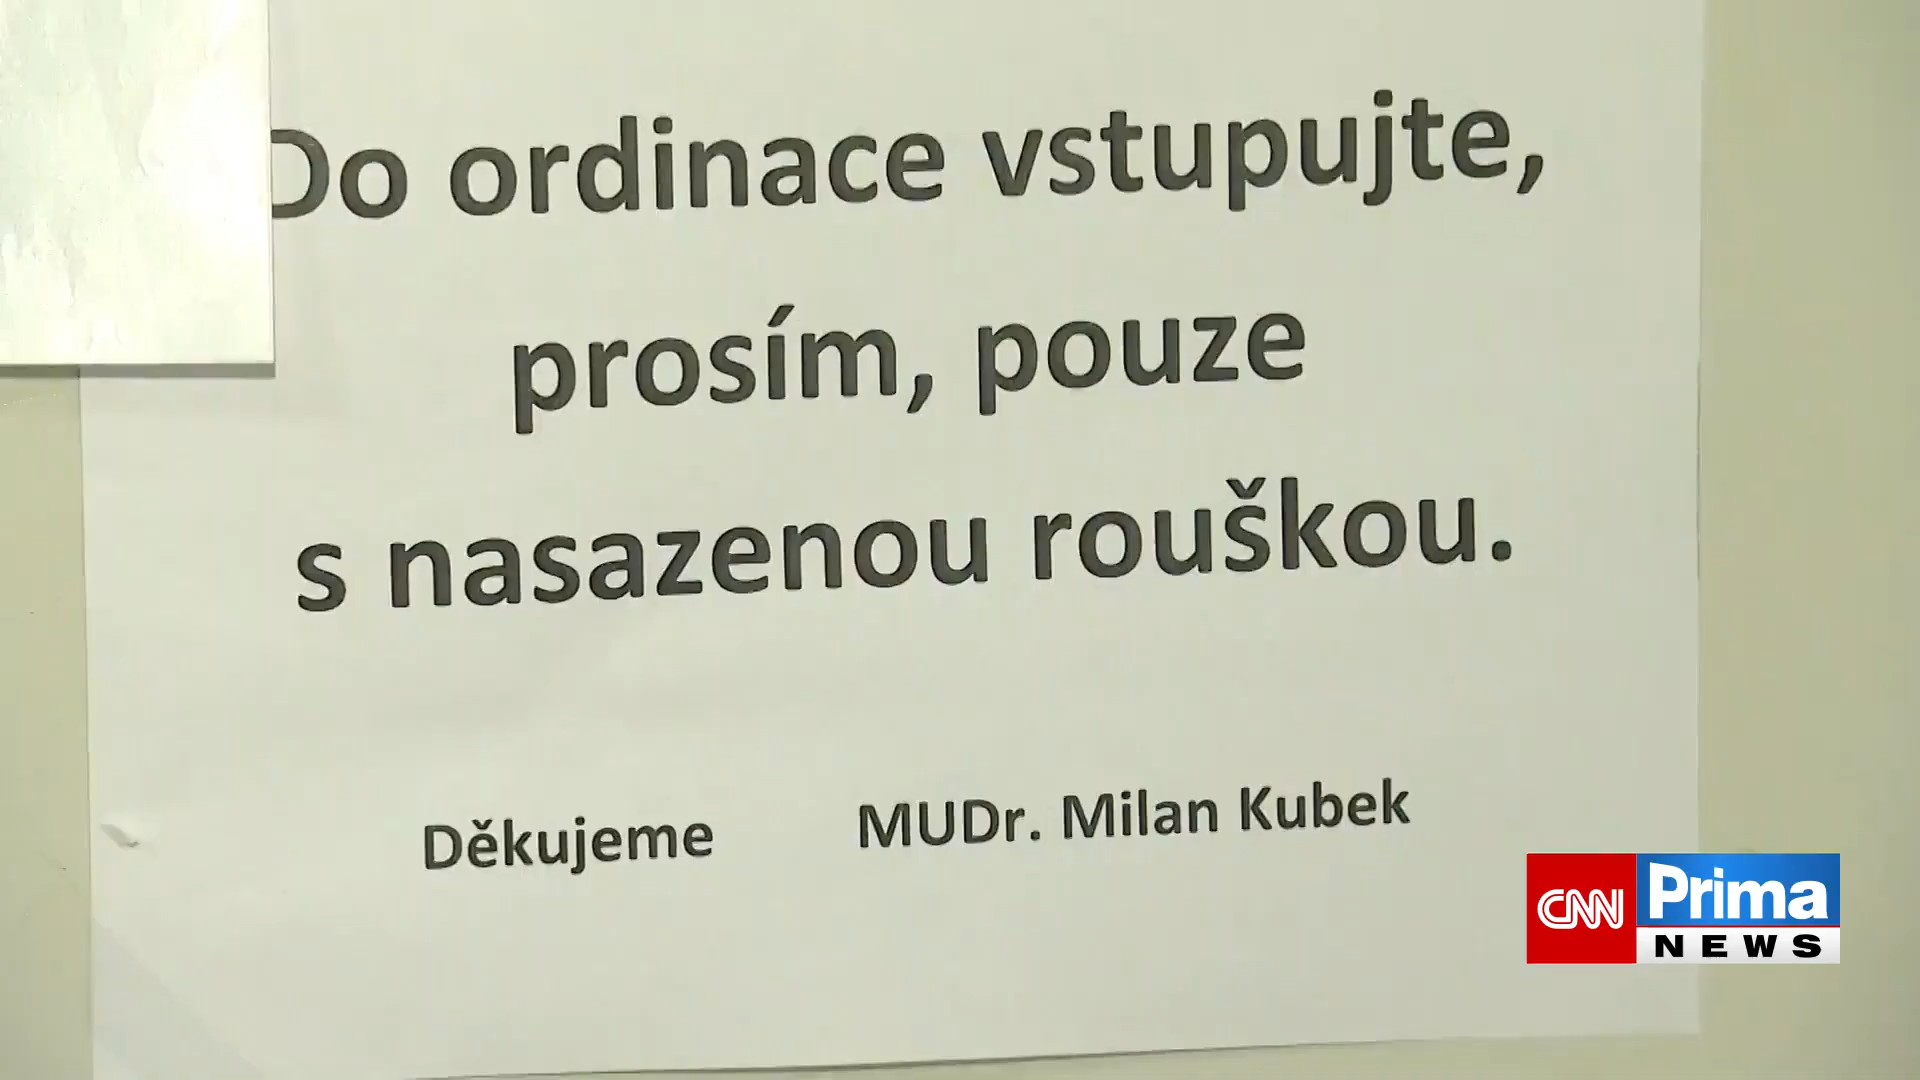 Do ordinace vstupujte,
prosím, pouze
s nasazenou rouškou.
Děkujeme MUDr. Milan Kubek
CNN Prima
NEWS